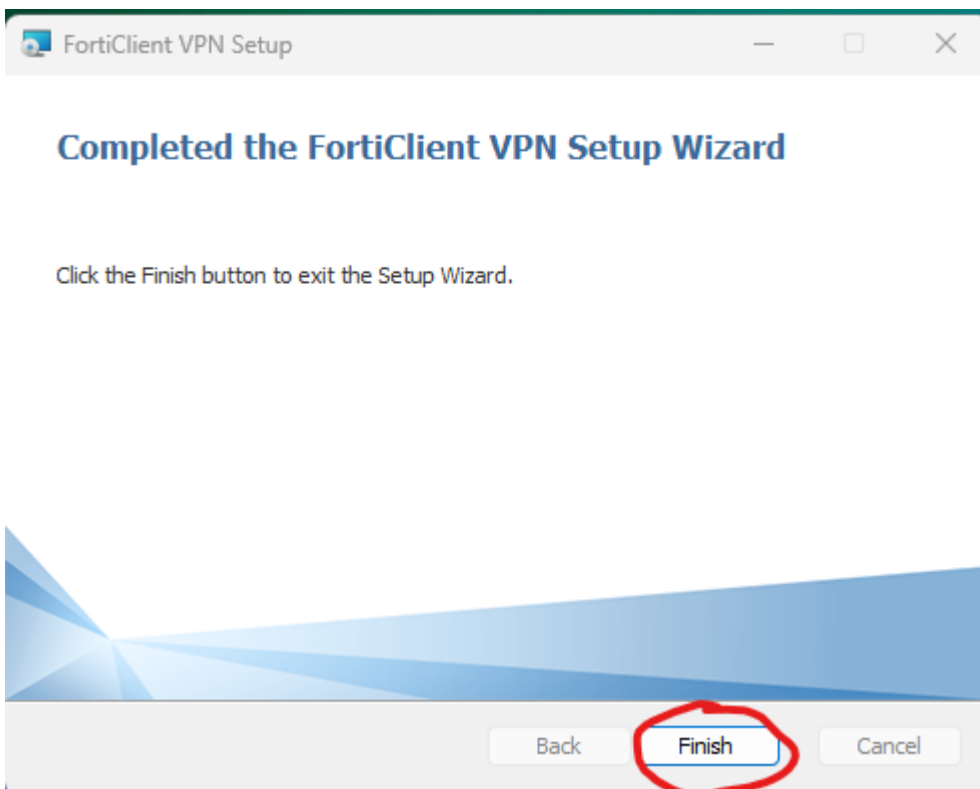 FortiClient VPN Setup
Completed the FortiClient VPN Setup Wizard
Click the Finish button to exit the Setup Wizard.
Back Finish Cancel